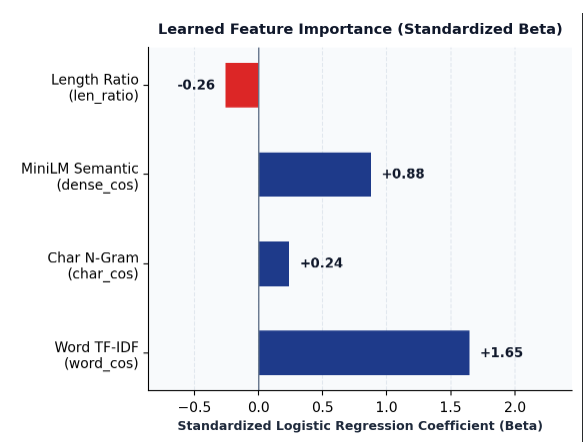 Learned Feature Importance (Standardized Beta)
Length Ratio
(len_ratio)
-0.26
MiniLM Semantic
(dense_cos)
+0.88
Char N-Gram
(char_cos)
+0.24
Word TF-IDF
(word_cos)
+1.65
−0.5 0.0 0.5 1.0 1.5 2.0
Standardized Logistic Regression Coefficient (Beta)